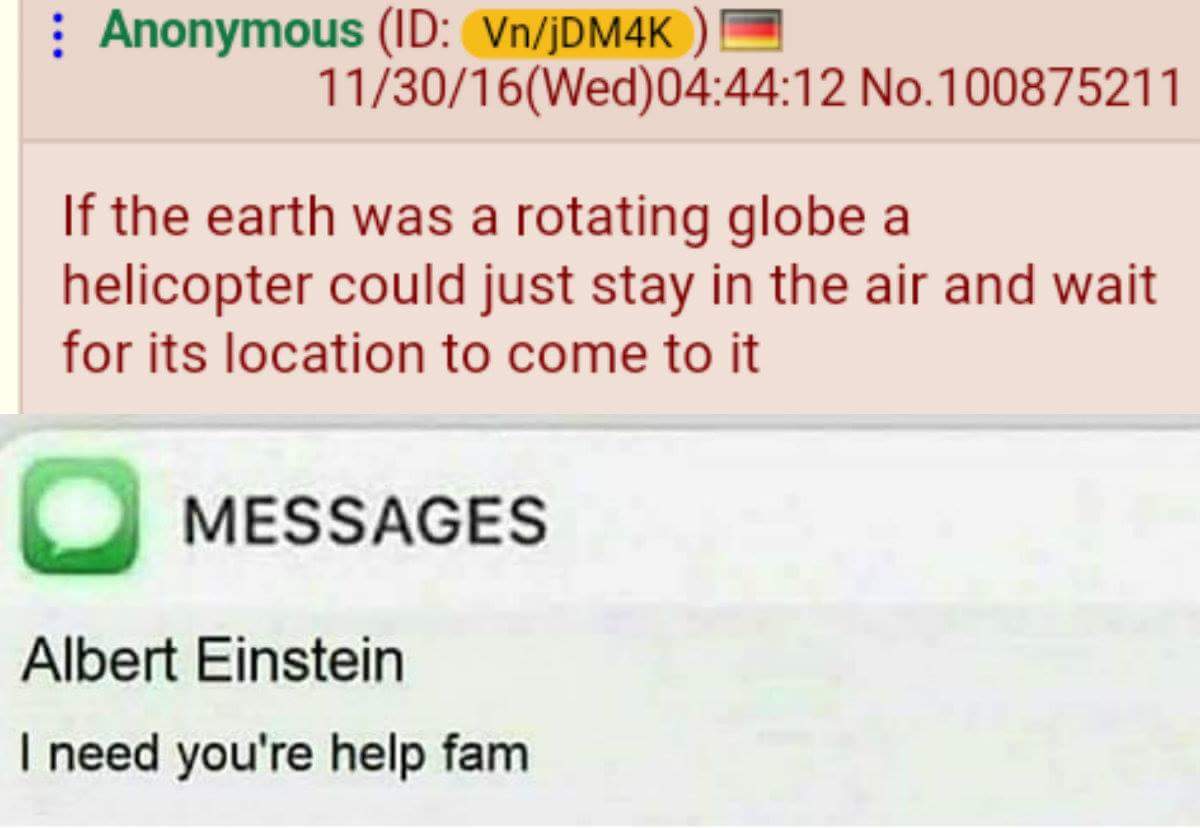 Anonymous (ID: Vn/jDM4K)
11/30/16(Wed)04:44:12 No.100875211
If the earth was a rotating globe a
helicopter could just stay in the air and wait
for its location to come to it
MESSAGES
Albert Einstein
I need you're help fam